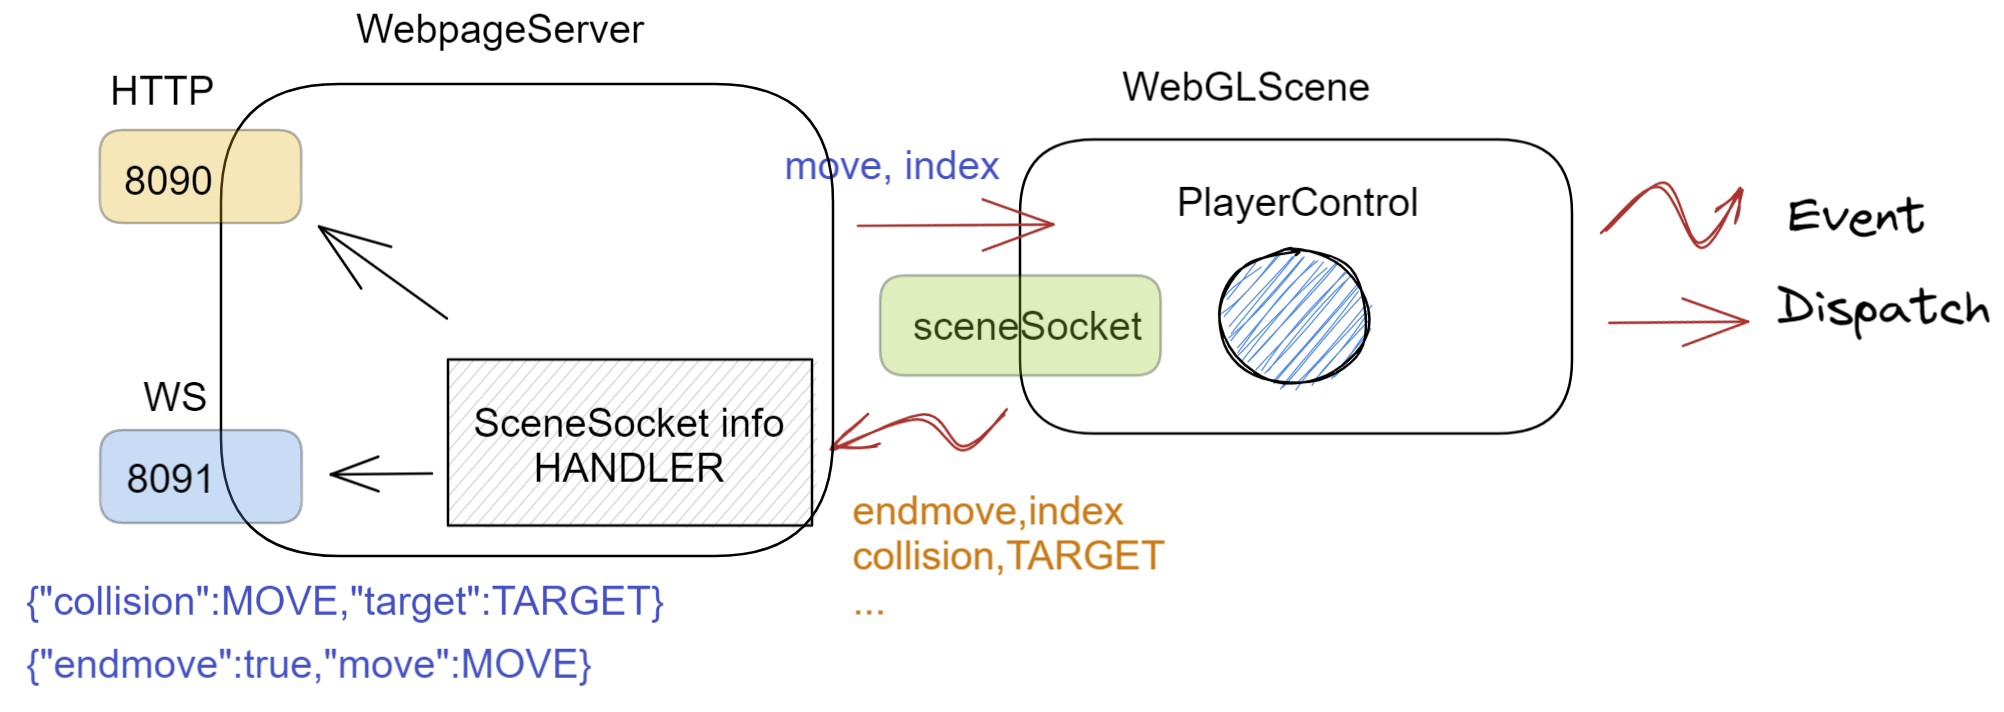 WebpageServer
HTTP
8090
WebGLScene
move, index
PlayerControl
Event
sceneSocket
Dispatch
WS
8091
SceneSocket info
HANDLER
endmove,index
collision,TARGET
...
{"collision":MOVE,"target":TARGET}
{"endmove":true,"move":MOVE}